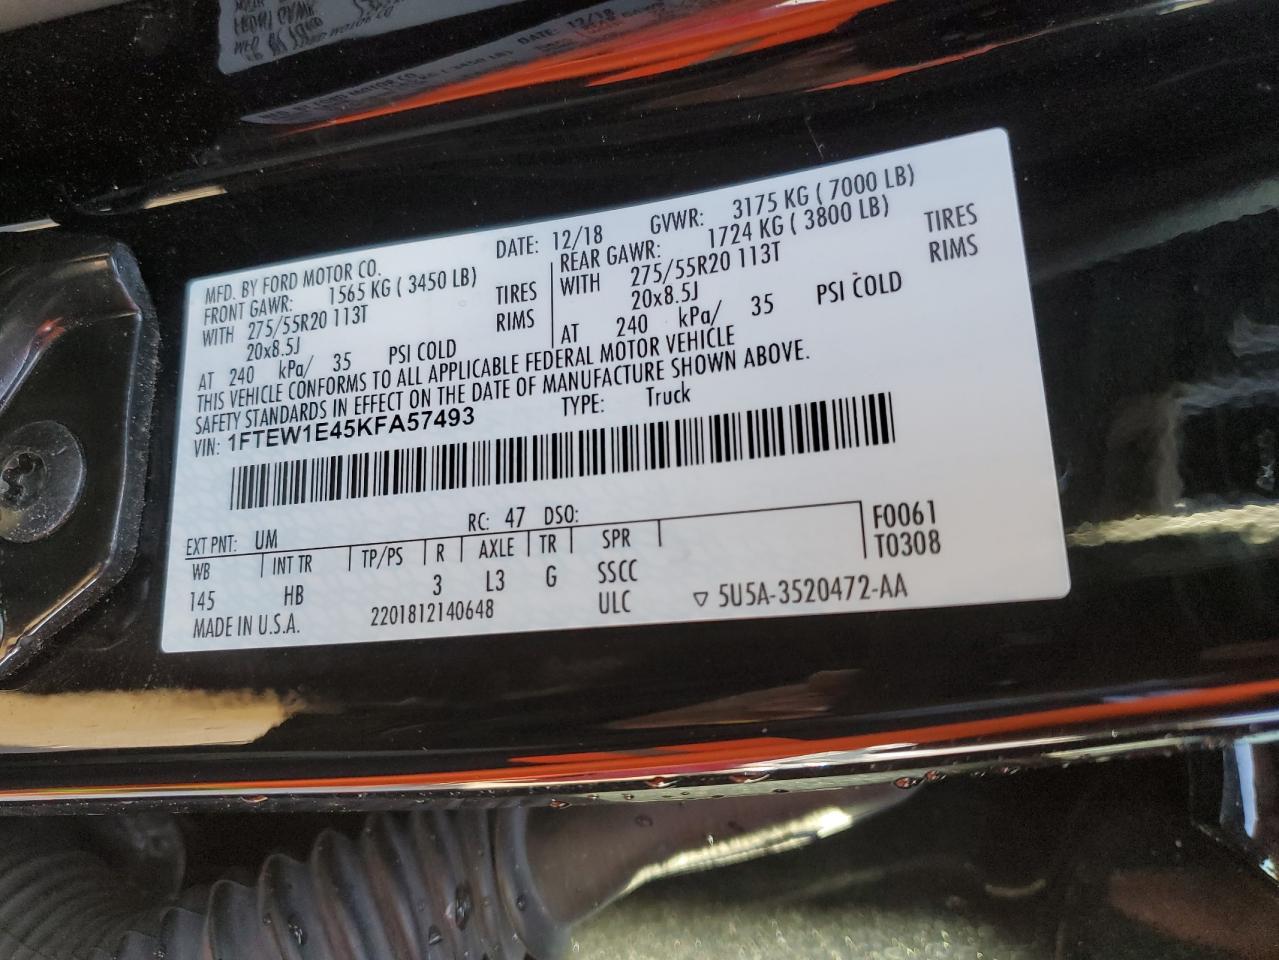 MFD. BY FORD MOTOR CO. DATE: 12/18 GVWR: 3175 KG ( 7000 LB)
FRONT GAWR: 1565 KG ( 3450 LB) REAR GAWR: 1724 KG ( 3800 LB)
WITH 275/55R20 113T TIRES WITH 275/55R20 113T TIRES
20x8.5J RIMS 20x8.5J RIMS
AT 240 kPa/ 35 PSI COLD AT 240 kPa/ 35 PSI COLD
THIS VEHICLE CONFORMS TO ALL APPLICABLE FEDERAL MOTOR VEHICLE
SAFETY STANDARDS IN EFFECT ON THE DATE OF MANUFACTURE SHOWN ABOVE.
VIN: 1FTEW1E45KFA57493 TYPE: Truck
EXT PNT: UM RC: 47 DSO: F0061
WB INT TR TP/PS R AXLE TR SPR T0308
145 HB 3 L3 G SSCC
MADE IN U.S.A. 2201812140648 ULC ▽ 5U5A-3520472-AA